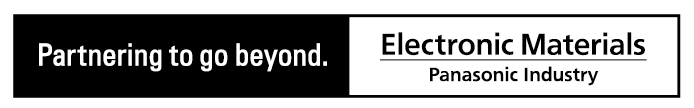 Partnering to go beyond.
Electronic Materials
Panasonic Industry